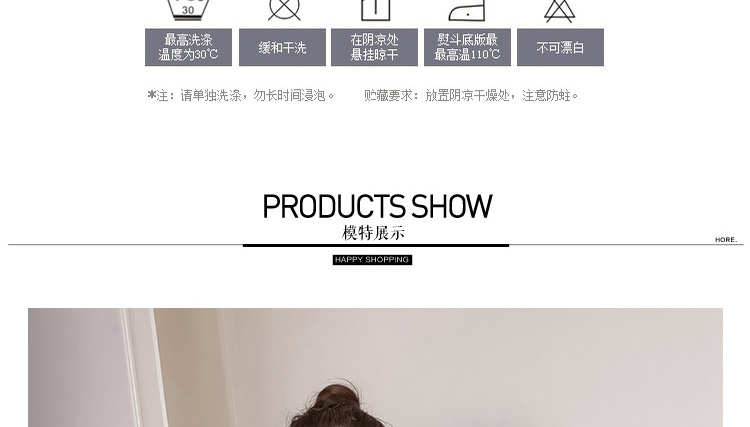 30
最高洗涤
温度为30℃
缓和干洗
在阴凉处
悬挂晾干
熨斗底版最
最高温110℃
不可漂白
*注：请单独洗涤，勿长时间浸泡。 贮藏要求：放置阴凉干燥处，注意防蛀。
PRODUCTS SHOW
模特展示
HORE.
HAPPY SHOPPING